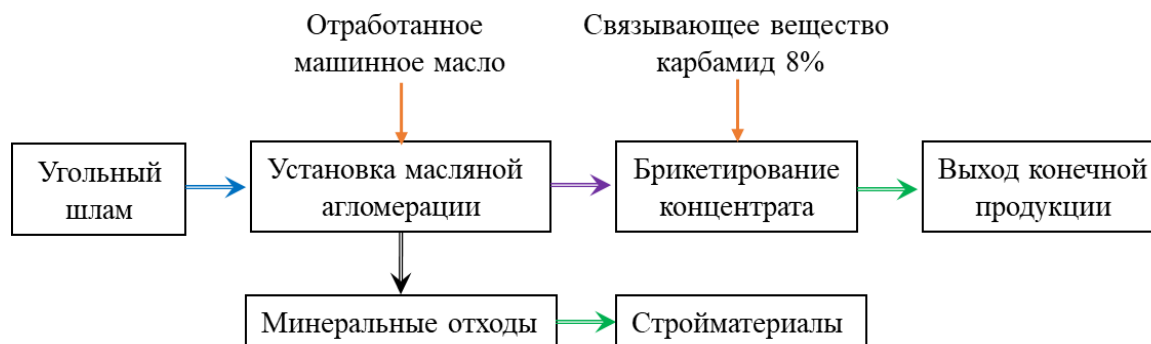 Отработанное
машинное масло
Связывающее вещество
карбамид 8%
Угольный
шлам
Установка масляной
агломерации
Брикетирование
концентрата
Выход конечной
продукции
Минеральные отходы
Стройматериалы